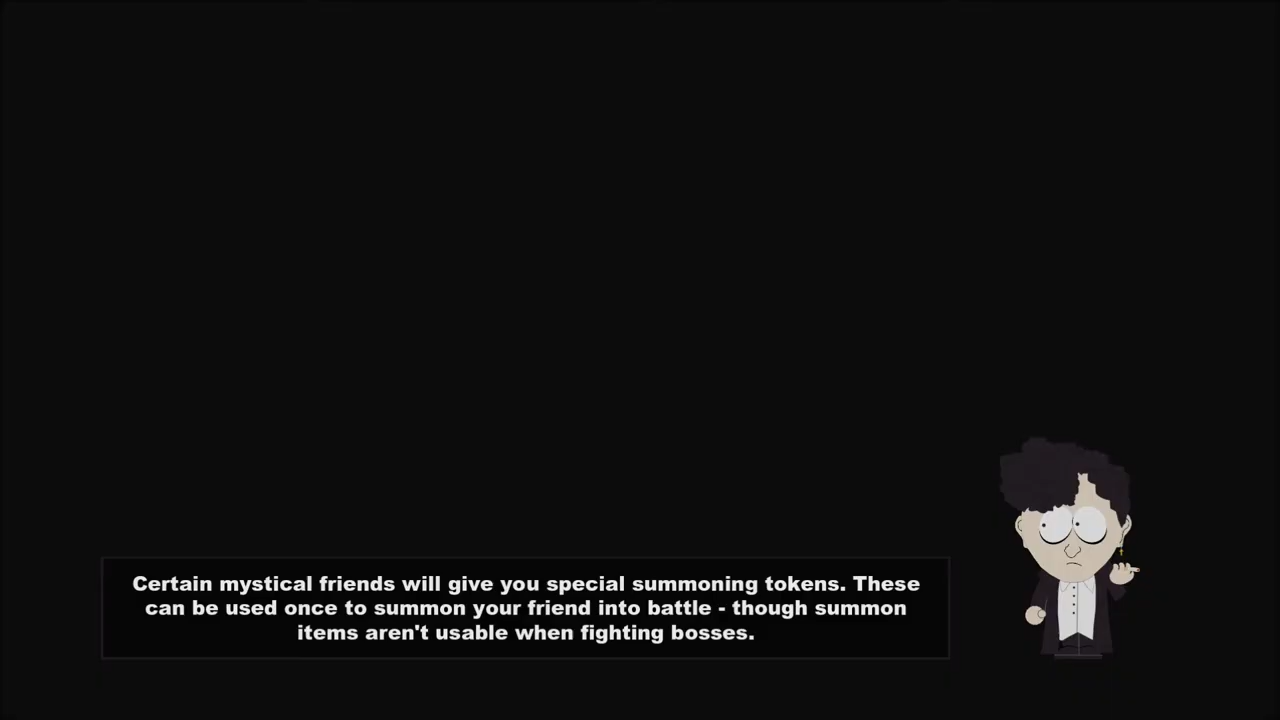 Certain mystical friends will give you special summoning tokens. These
can be used once to summon your friend into battle - though summon
items aren't usable when fighting bosses.